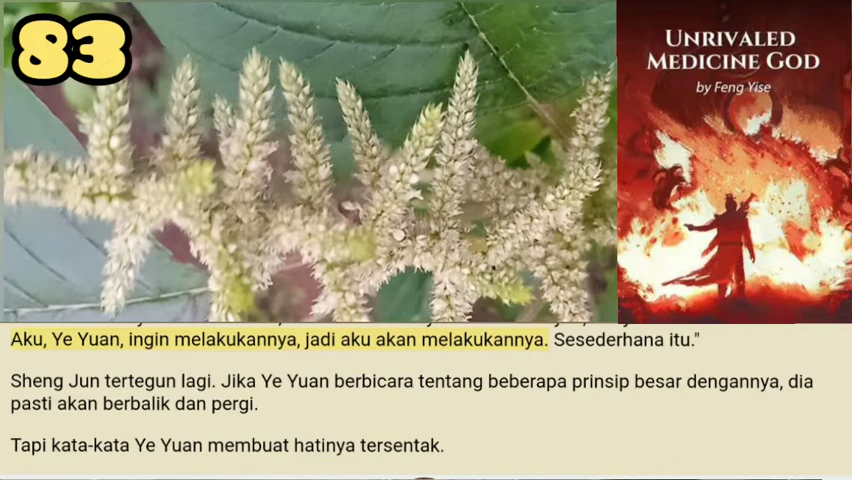 83
UNRIVALED
MEDICINE GOD
by Feng Yise
Aku, Ye Yuan, ingin melakukannya, jadi aku akan melakukannya. Sesederhana itu."
Sheng Jun tertegun lagi. Jika Ye Yuan berbicara tentang beberapa prinsip besar dengannya, dia
pasti akan berbalik dan pergi.
Tapi kata-kata Ye Yuan membuat hatinya tersentak.